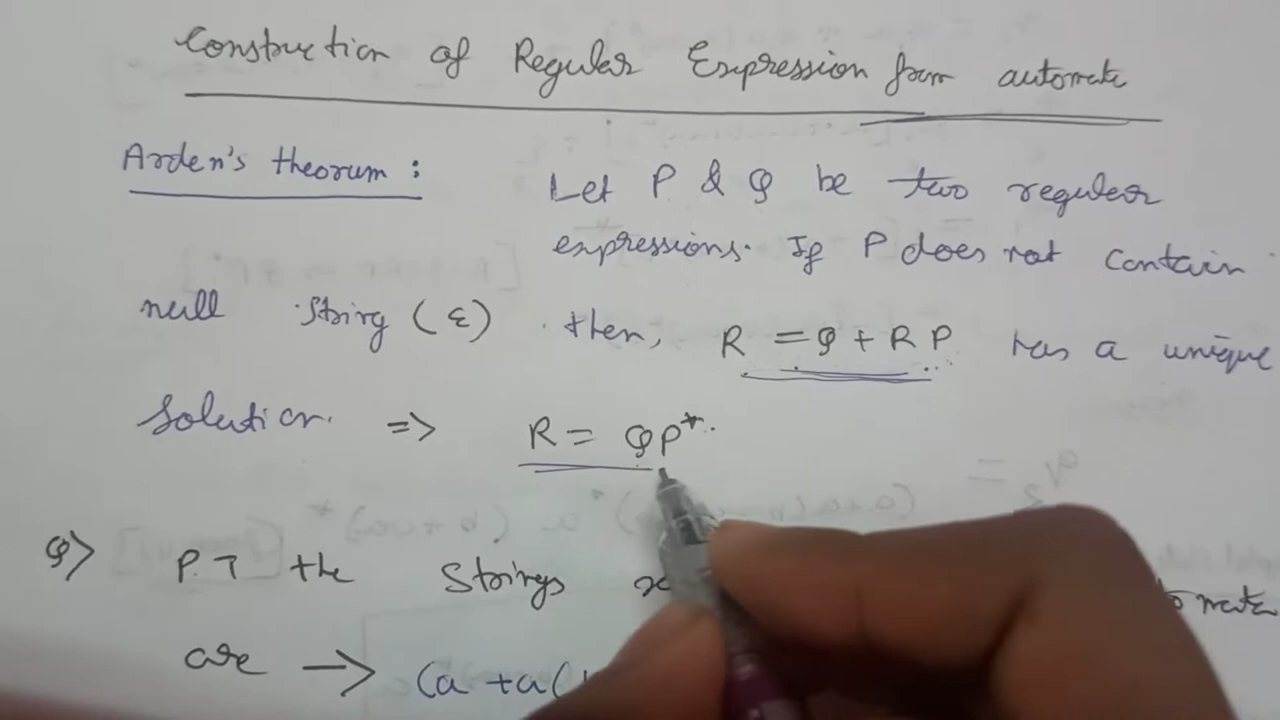 Construction of Regular Expression from automata
Arden's theorum : Let P & Q be two regular
expressions. If P does not contain
null string (ε) then, R = Q + RP has a unique
Solution. => R = QP*.
Q> P.T the Strings
are -> (a + a(